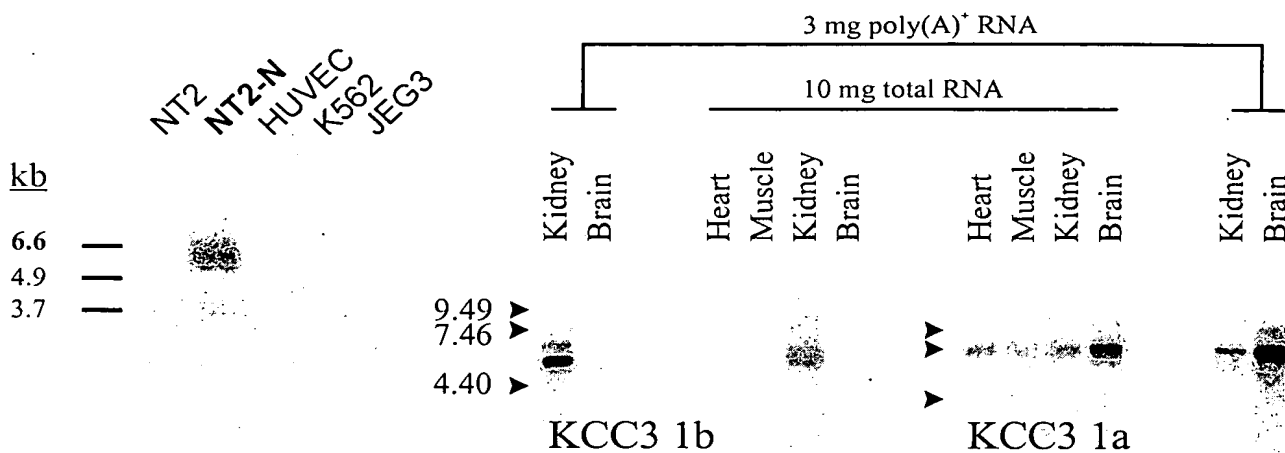 3 mg poly(A)+ RNA
10 mg total RNA
NT2
NT2-N
HUVEC
K562
JEG3
kb
6.6
4.9
3.7
Kidney
Brain
Heart
Muscle
Kidney
Brain
Heart
Muscle
Kidney
Brain
Kidney
Brain
9.49
7.46
4.40
KCC3 1b
KCC3 1a